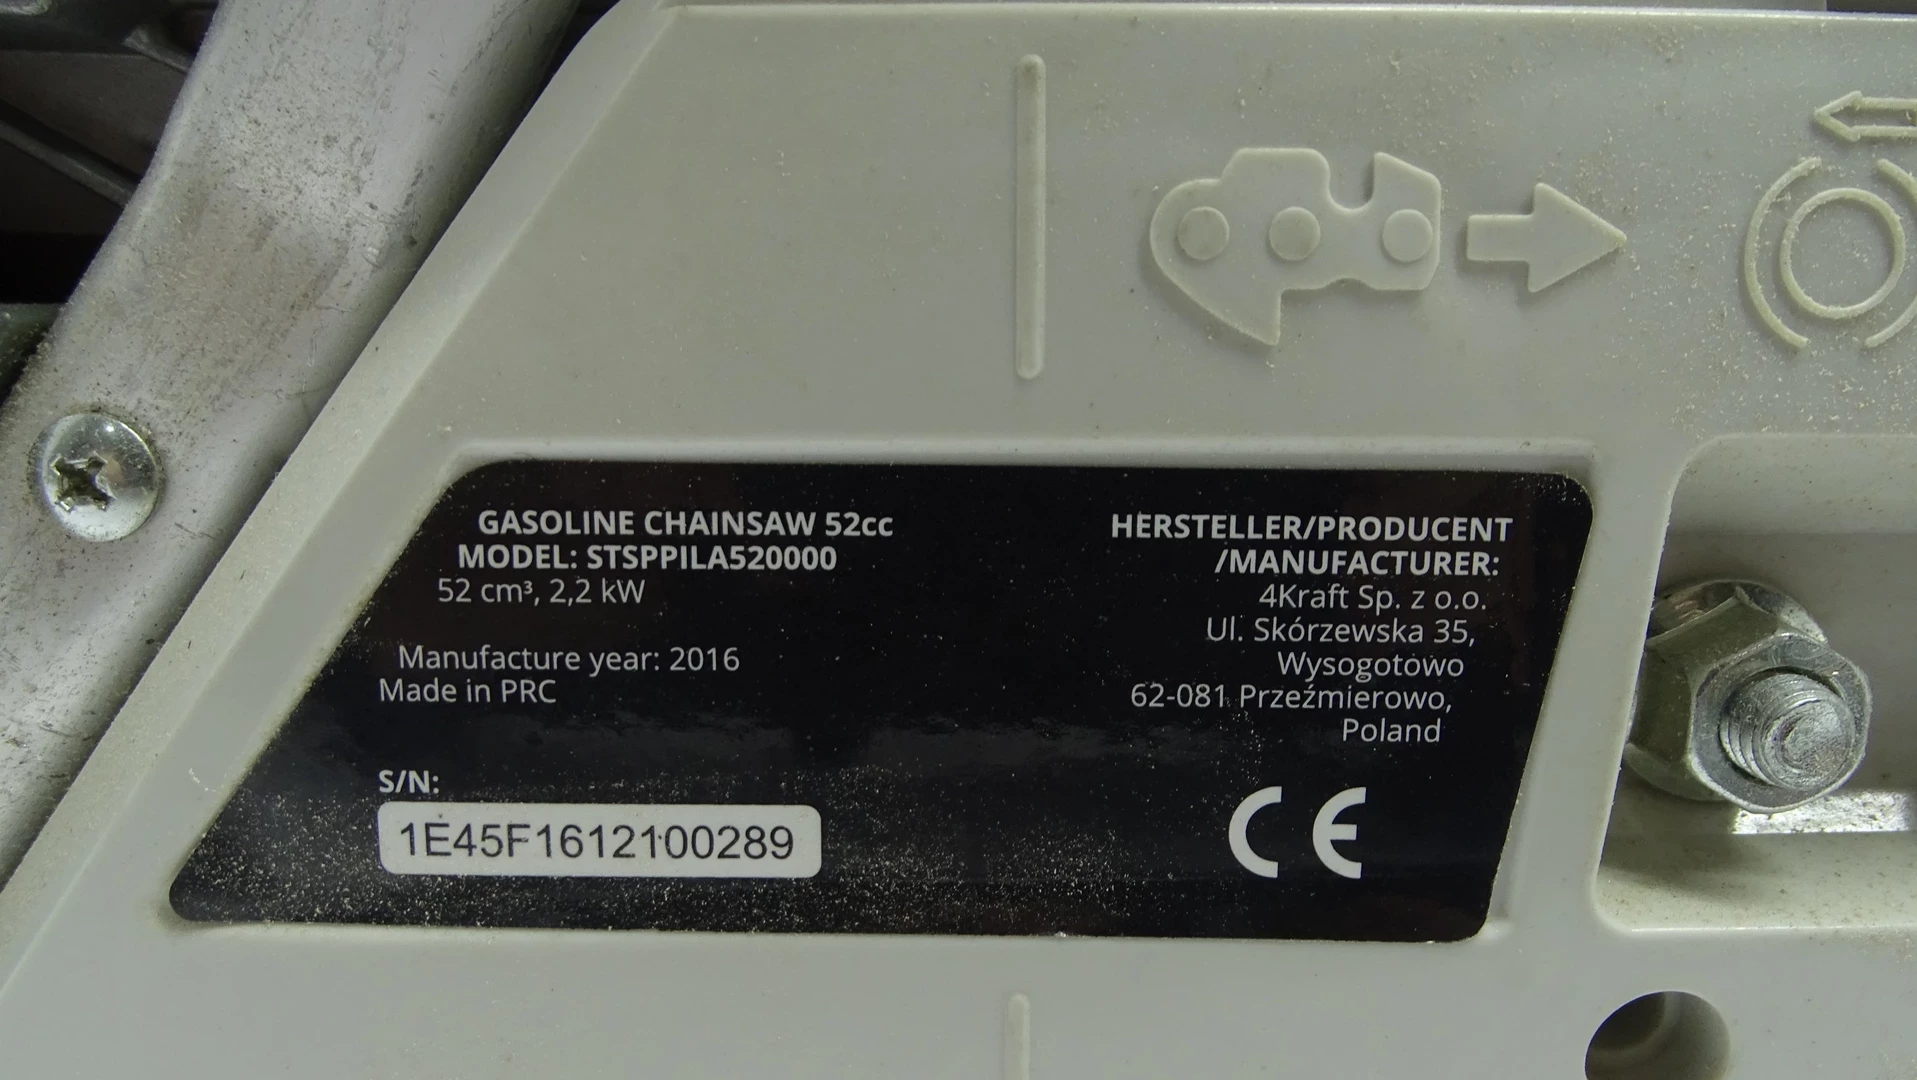 GASOLINE CHAINSAW 52cc
MODEL: STSPPILA520000
52 cm³, 2,2 kW
Manufacture year: 2016
Made in PRC
S/N:
1E45F1612100289
HERSTELLER/PRODUCENT
/MANUFACTURER:
4Kraft Sp. z o.o.
Ul. Skórzewska 35,
Wysogotowo
62-081 Przeźmierowo,
Poland
CE